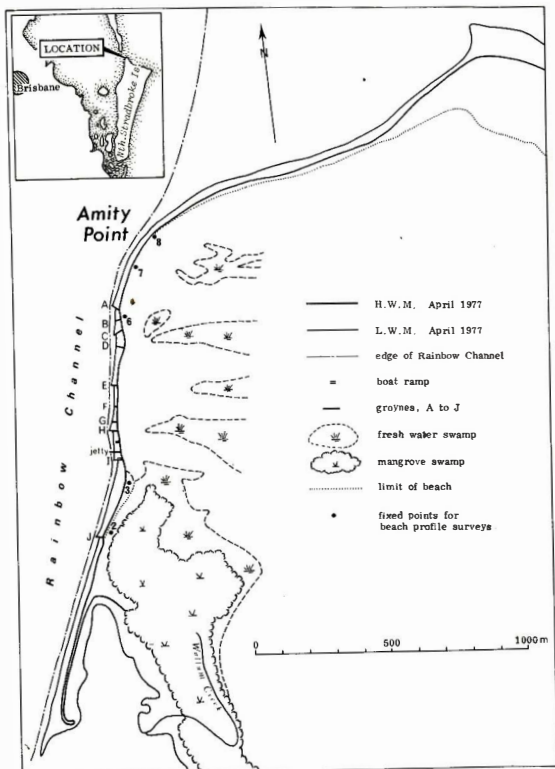 LOCATION
Brisbane
Nth. Stradbroke Is
N
Amity
Point
8
7
A
6
B
C
D
E
F
G
H
jetty
I
3
2
J
Rainbow Channel
Wallum Creek
H.W.M. April 1977
L.W.M. April 1977
edge of Rainbow Channel
boat ramp
groynes, A to J
fresh water swamp
mangrove swamp
limit of beach
fixed points for
beach profile surveys
0 500 1000 m